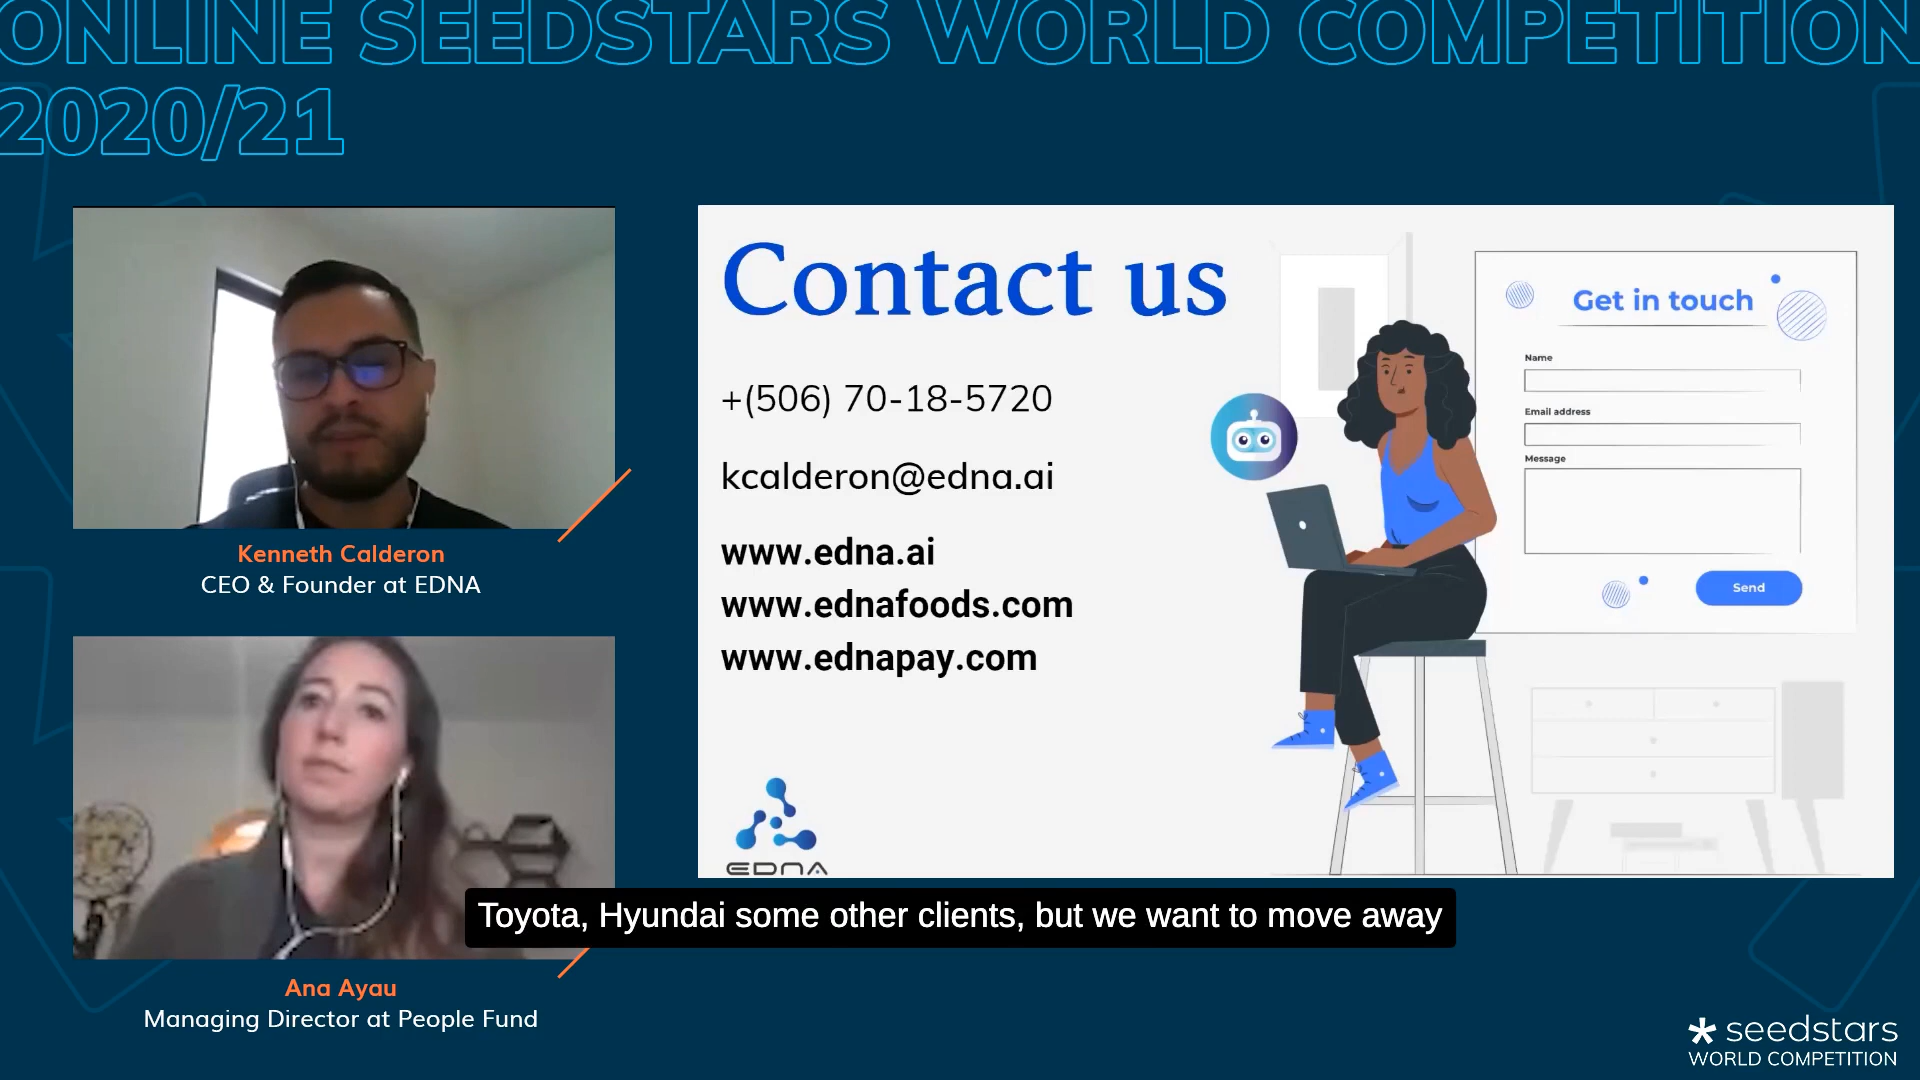 ONLINE SEEDSTARS WORLD COMPETITION
2020/21
Kenneth Calderon
CEO & Founder at EDNA
Ana Ayau
Managing Director at People Fund
Contact us
+(506) 70-18-5720
kcalderon@edna.ai
www.edna.ai
www.ednafoods.com
www.ednapay.com
EDNA
Get in touch
Name
Email address
Message
Send
Toyota, Hyundai some other clients, but we want to move away
seedstars
WORLD COMPETITION